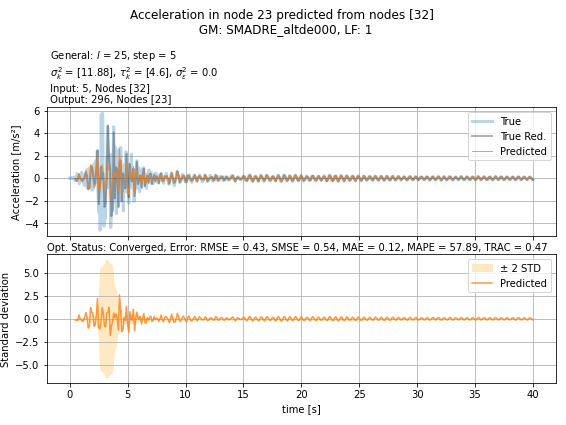 Acceleration in node 23 predicted from nodes [32]
GM: SMADRE_altde000, LF: 1
General: l = 25, step = 5
σ²ₖ = [11.88], τ²ₖ = [4.6], σ²_ε = 0.0
Input: 5, Nodes [32]
Output: 296, Nodes [23]
6
4
2
0
−2
−4
Acceleration [m/s²]
True
True Red.
Predicted
Opt. Status: Converged, Error: RMSE = 0.43, SMSE = 0.54, MAE = 0.12, MAPE = 57.89, TRAC = 0.47
5.0
2.5
0.0
−2.5
−5.0
Standard deviation
± 2 STD
Predicted
0 5 10 15 20 25 30 35 40
time [s]